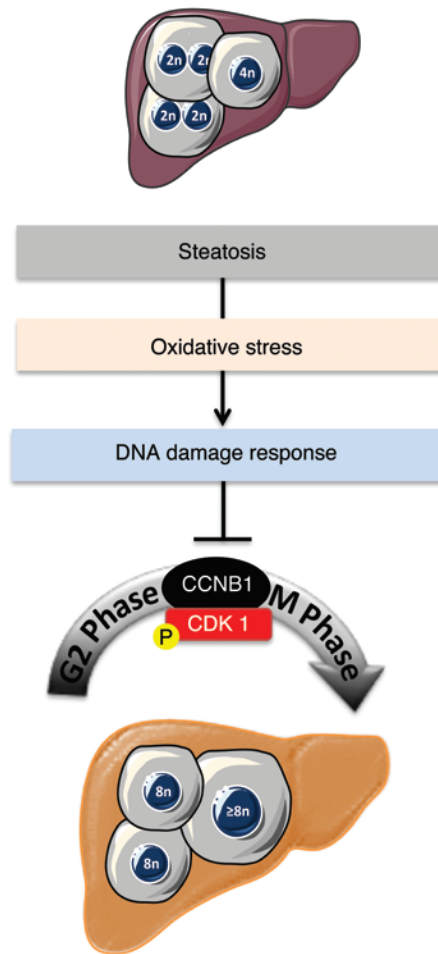 2n 2n 4n
2n 2n
Steatosis
Oxidative stress
DNA damage response
G2 Phase CCNB1 M Phase
P CDK 1
8n ≥8n
8n